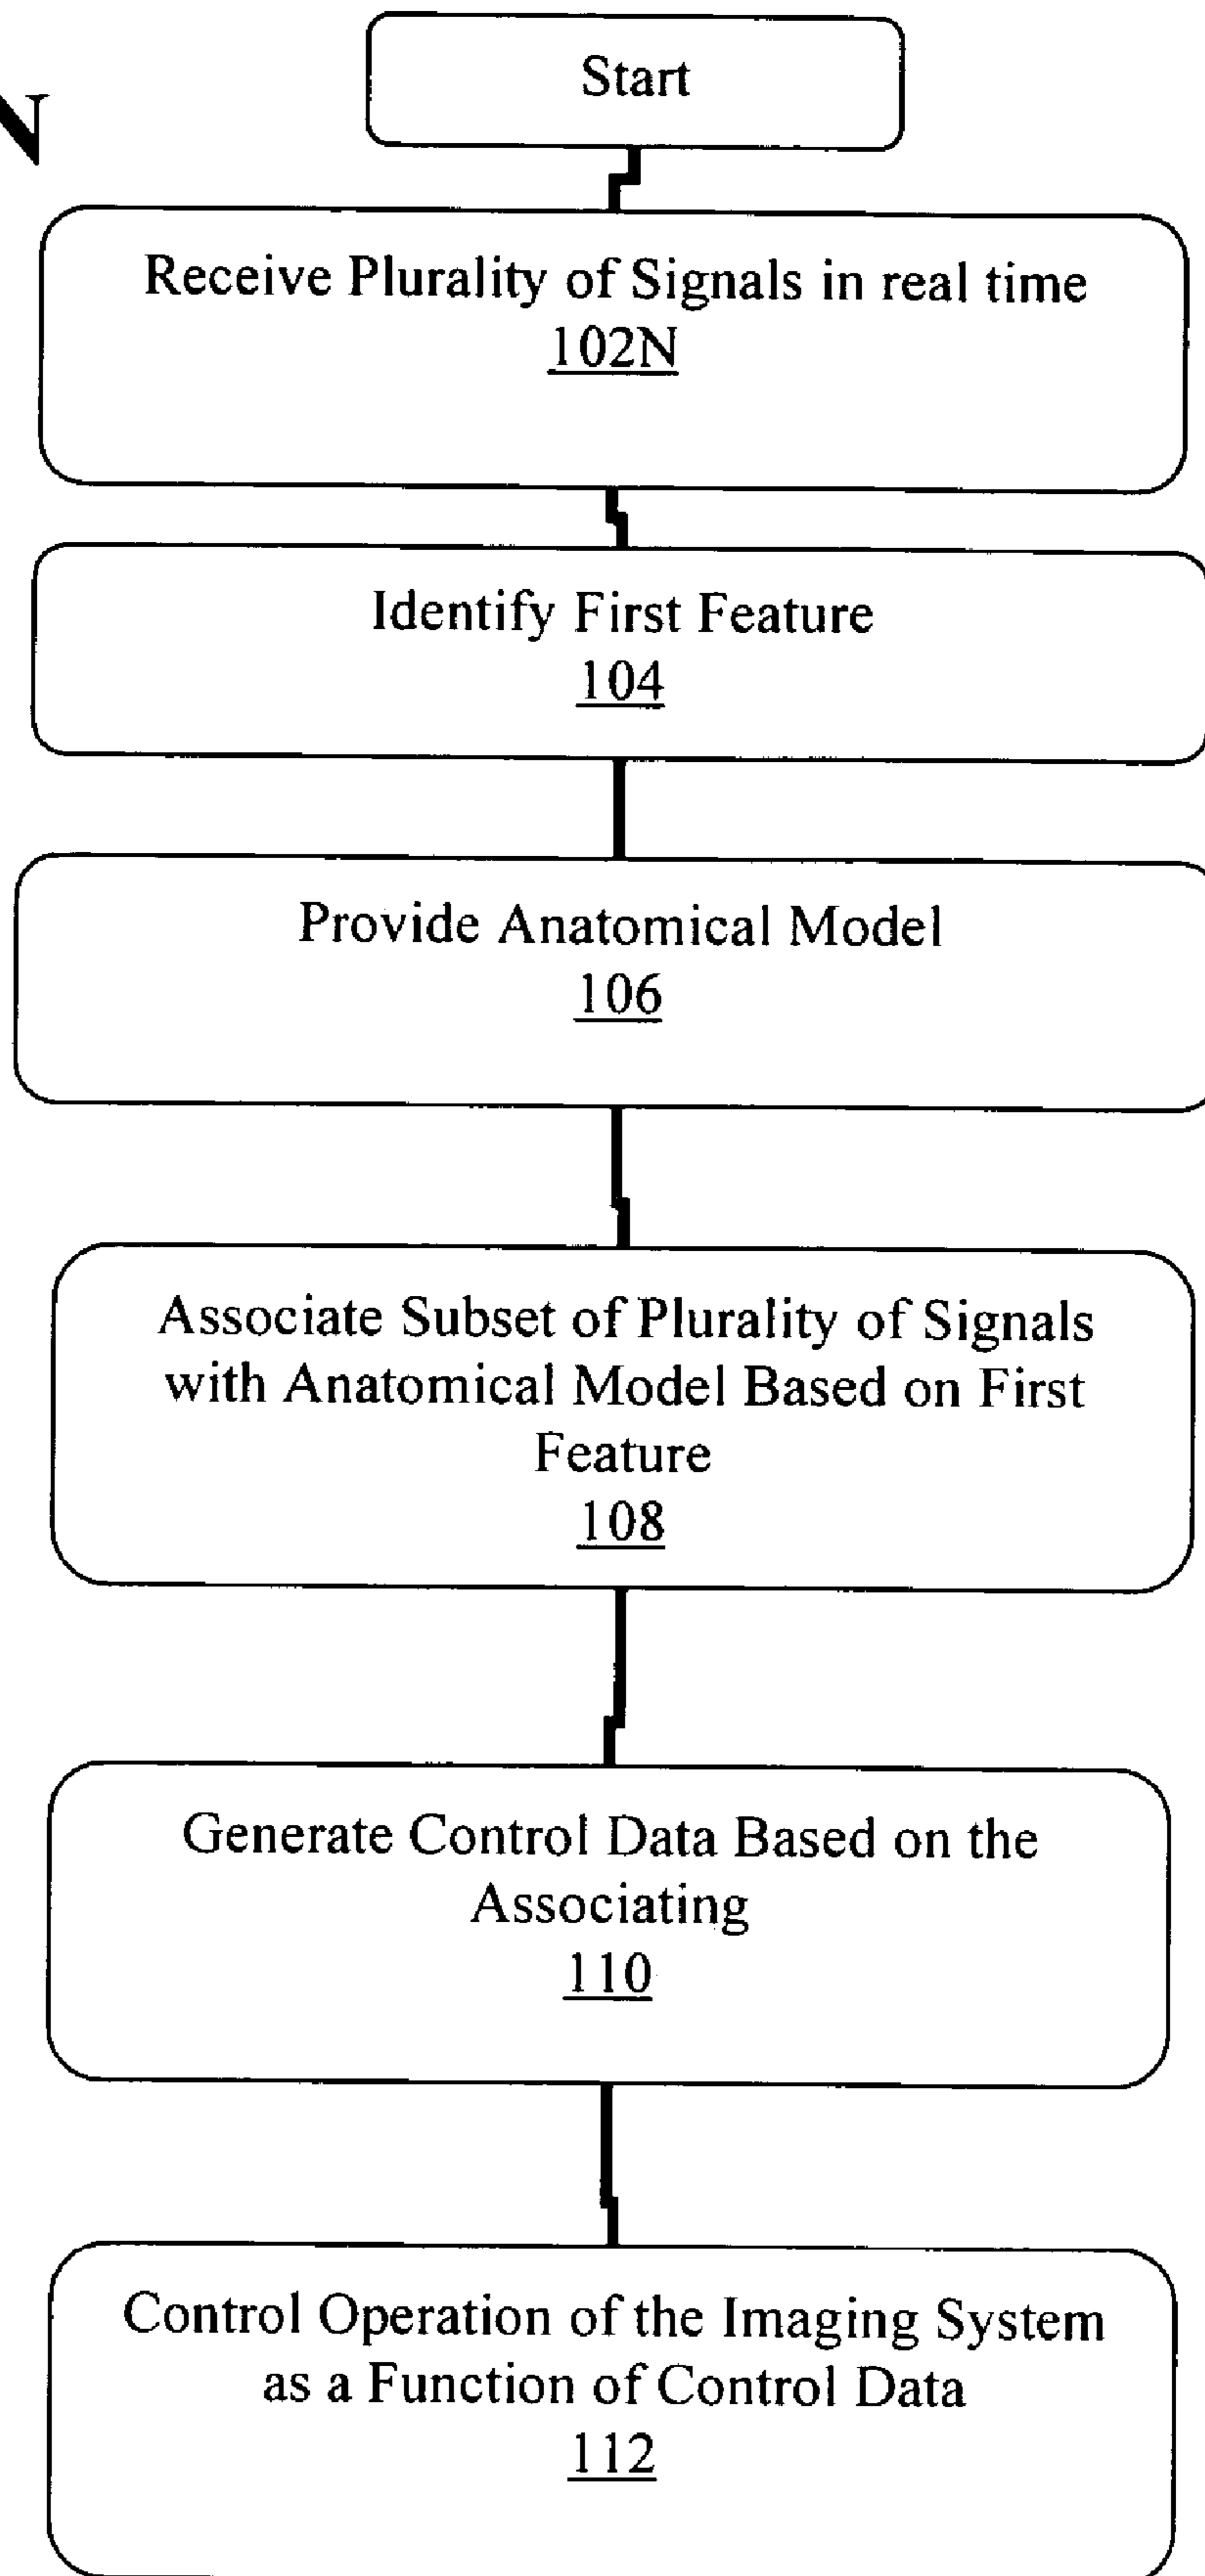 N
Start
Receive Plurality of Signals in real time
102N
Identify First Feature
104
Provide Anatomical Model
106
Associate Subset of Plurality of Signals
with Anatomical Model Based on First
Feature
108
Generate Control Data Based on the
Associating
110
Control Operation of the Imaging System
as a Function of Control Data
112